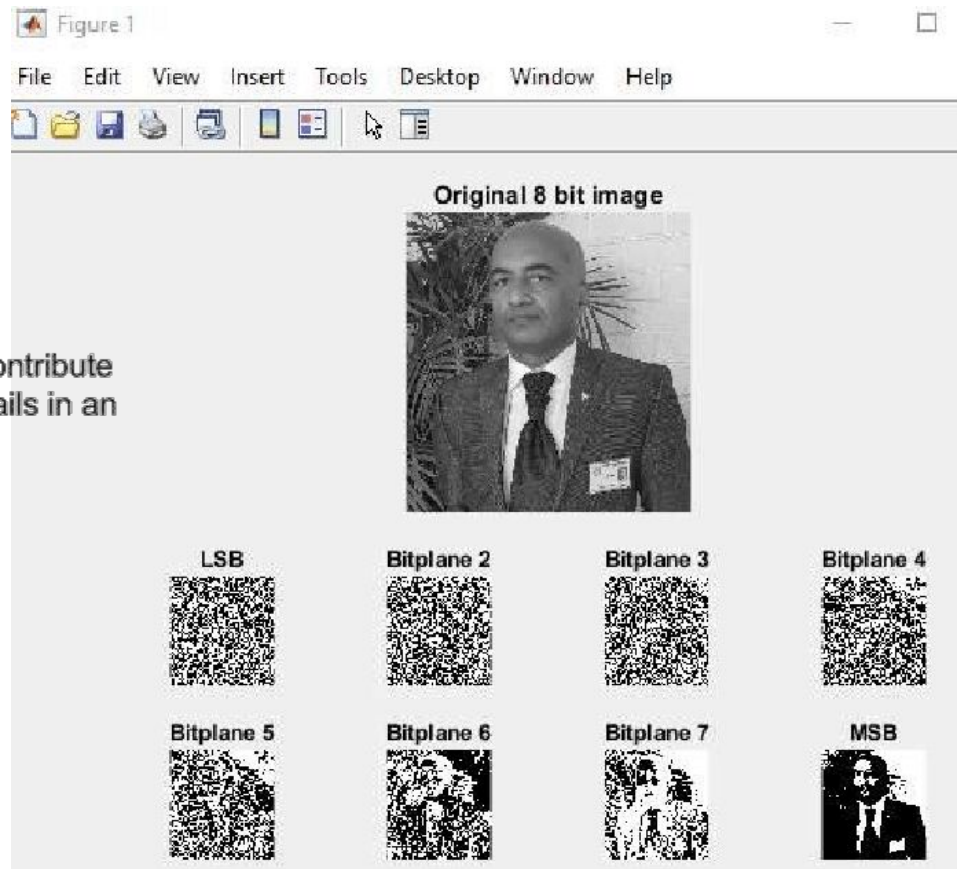 Figure 1
File Edit View Insert Tools Desktop Window Help
Original 8 bit image
ontribute
ails in an
LSB Bitplane 2 Bitplane 3 Bitplane 4
Bitplane 5 Bitplane 6 Bitplane 7 MSB